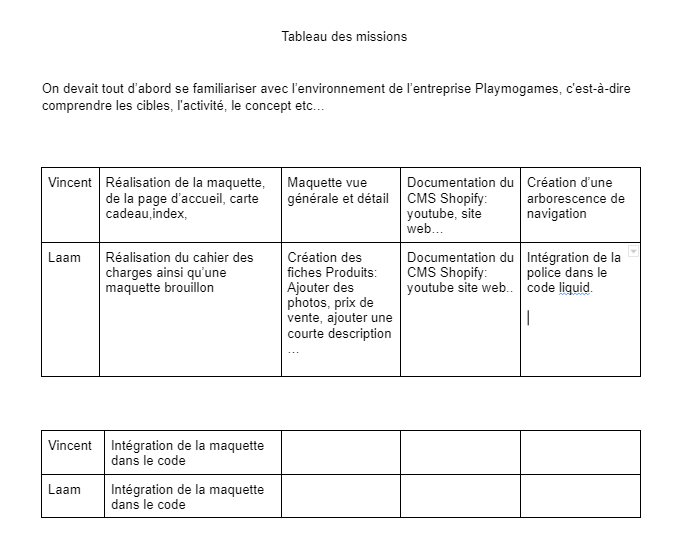 Tableau des missions
On devait tout d'abord se familiariser avec l'environnement de l'entreprise Playmogames, c'est-à-dire
comprendre les cibles, l'activité, le concept etc...
Vincent
Réalisation de la maquette,
de la page d'accueil, carte
cadeau,index,
Maquette vue
générale et détail
Documentation du
CMS Shopify:
youtube, site
web...
Création d'une
arborescence de
navigation
Laam
Réalisation du cahier des
charges ainsi qu'une
maquette brouillon
Création des
fiches Produits:
Ajouter des
photos, prix de
vente, ajouter une
courte description
...
Documentation du
CMS Shopify:
youtube site web..
Intégration de la
police dans le
code liquid.
Vincent
Intégration de la maquette
dans le code
Laam
Intégration de la maquette
dans le code